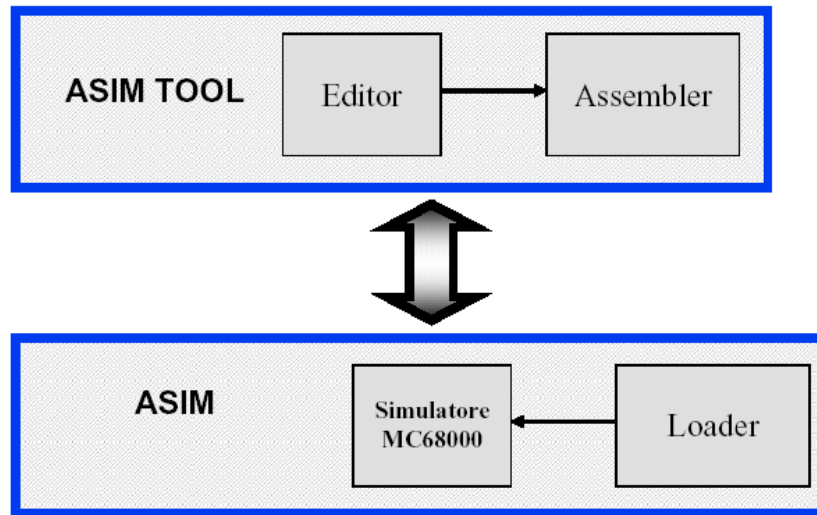 ASIM TOOL
Editor
Assembler
ASIM
Simulatore
MC68000
Loader